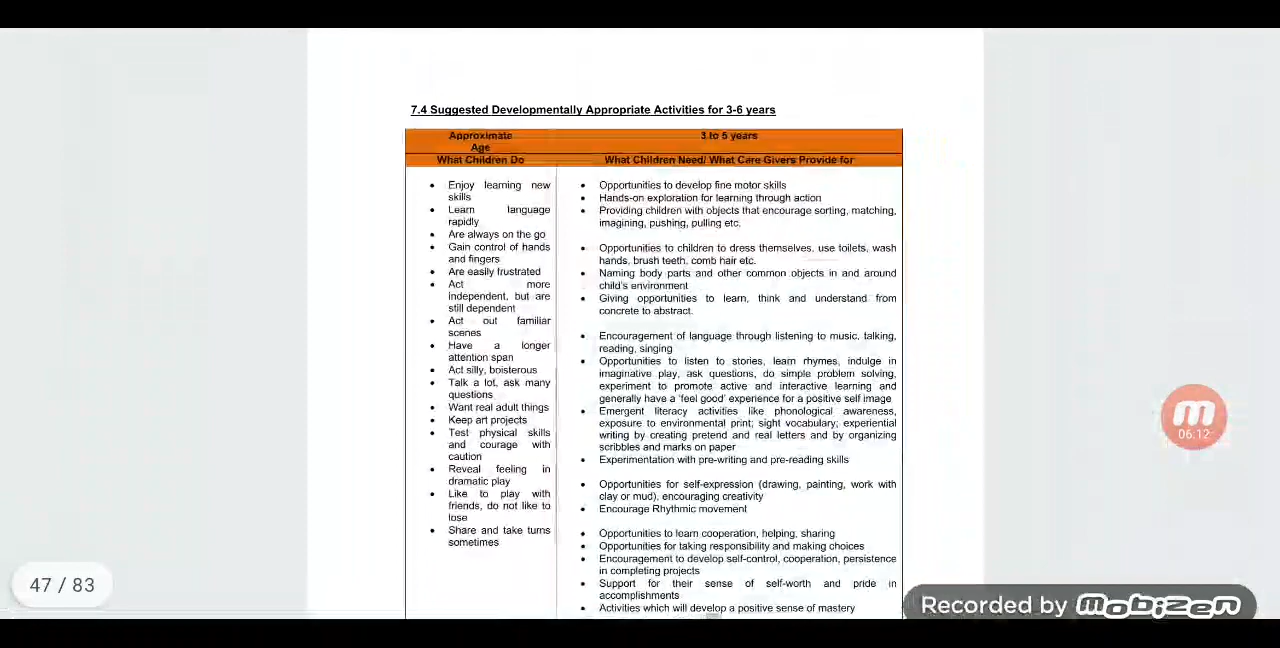 7.4 Suggested Developmentally Appropriate Activities for 3-6 years
Approximate
Age
3 to 5 years
What Children Do
What Children Need/ What Care Givers Provide for
• Enjoy learning new
skills
• Learn language
rapidly
• Are always on the go
• Gain control of hands
and fingers
• Are easily frustrated
• Act more
independent, but are
still dependent
• Act out familiar
scenes
• Have a longer
attention span
• Act silly, boisterous
• Talk a lot, ask many
questions
• Want real adult things
• Keep art projects
• Test physical skills
and courage with
caution
• Reveal feeling in
dramatic play
• Like to play with
friends, do not like to
lose
• Share and take turns
sometimes
• Opportunities to develop fine motor skills
• Hands-on exploration for learning through action
• Providing children with objects that encourage sorting, matching,
imagining, pushing, pulling etc.
• Opportunities to children to dress themselves, use toilets, wash
hands, brush teeth, comb hair etc.
• Naming body parts and other common objects in and around
child's environment
• Giving opportunities to learn, think and understand from
concrete to abstract.
• Encouragement of language through listening to music, talking,
reading, singing
• Opportunities to listen to stories, learn rhymes, indulge in
imaginative play, ask questions, do simple problem solving,
experiment to promote active and interactive learning and
generally have a 'feel good' experience for a positive self image
• Emergent literacy activities like phonological awareness,
exposure to environmental print; sight vocabulary; experiential
writing by creating pretend and real letters and by organizing
scribbles and marks on paper
• Experimentation with pre-writing and pre-reading skills
• Opportunities for self-expression (drawing, painting, work with
clay or mud), encouraging creativity
• Encourage Rhythmic movement
• Opportunities to learn cooperation, helping, sharing
• Opportunities for taking responsibility and making choices
• Encouragement to develop self-control, cooperation, persistence
in completing projects
• Support for their sense of self-worth and pride in
accomplishments
• Activities which will develop a positive sense of mastery
06:12
47 / 83
Recorded by mobizen